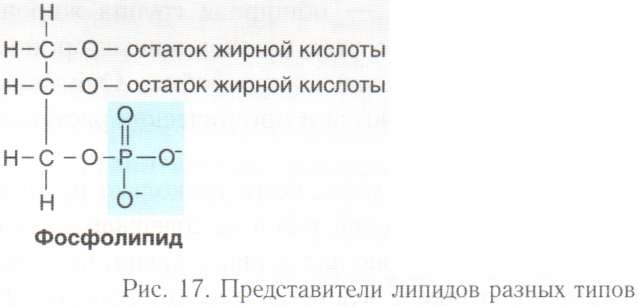 H
H – C – O – остаток жирной кислоты
H – C – O – остаток жирной кислоты
O
H – C – O – P – O⁻
H O⁻
Фосфолипид
Рис. 17. Представители липидов разных типов